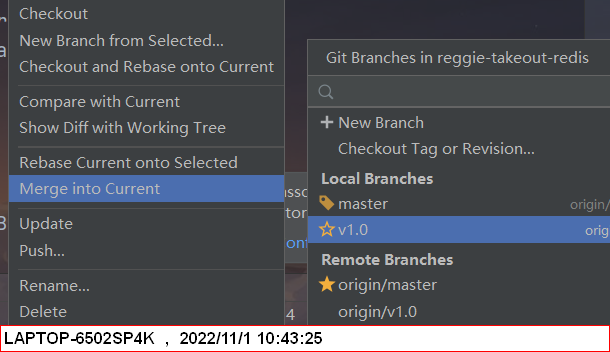 Checkout
New Branch from Selected...
Checkout and Rebase onto Current
Compare with Current
Show Diff with Working Tree
Rebase Current onto Selected
Merge into Current
Update
Push...
Rename...
Delete
Git Branches in reggie-takeout-redis
New Branch
Checkout Tag or Revision...
Local Branches
master origin/
v1.0 orig
Remote Branches
origin/master
origin/v1.0
LAPTOP-6502SP4K , 2022/11/1 10:43:25